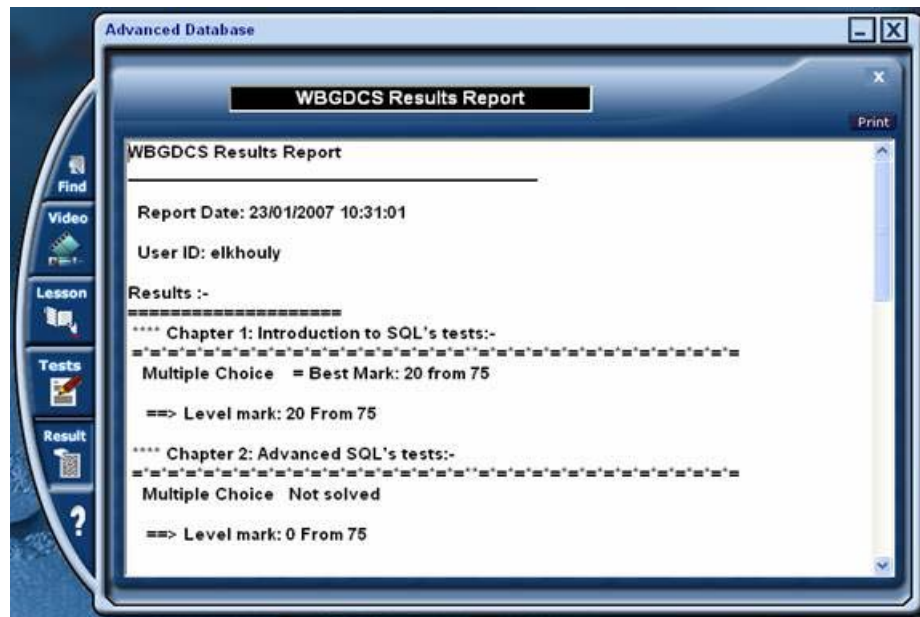 Advanced Database
WBGDCS Results Report
X
Print
Find
Video
Lesson
Tests
Result
?
WBGDCS Results Report
Report Date: 23/01/2007 10:31:01
User ID: elkhouly
Results :-
====================
**** Chapter 1: Introduction to SQL's tests:-
=*=*=*=*=*=*=*=*=*=*=*=*=*=*=*=*=*=*=**=*=*=*=*=*=*=*=*=*=*=*=*=*=*=
Multiple Choice = Best Mark: 20 from 75
==> Level mark: 20 From 75
**** Chapter 2: Advanced SQL's tests:-
=*=*=*=*=*=*=*=*=*=*=*=*=*=*=*=*=*=*=**=*=*=*=*=*=*=*=*=*=*=*=*=*=*=
Multiple Choice Not solved
==> Level mark: 0 From 75